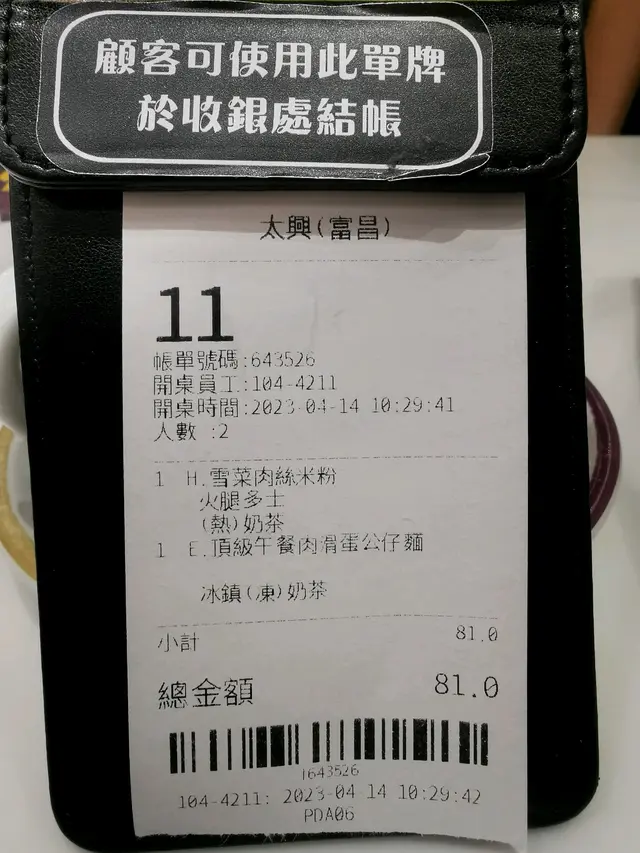 顧客可使用此單牌
於收銀處結帳
太興(富昌)
11
帳單號碼:643526
開桌員工:104-4211
開桌時間:2023-04-14 10:29:41
人數 :2
1 H.雪菜肉絲米粉
火腿多士
(熱)奶茶
1 E.頂級午餐肉滑蛋公仔麵
冰鎮(凍)奶茶
小計 81.0
總金額 81.0
1643526
104-4211: 2023-04 14 10:29:42
PDA06